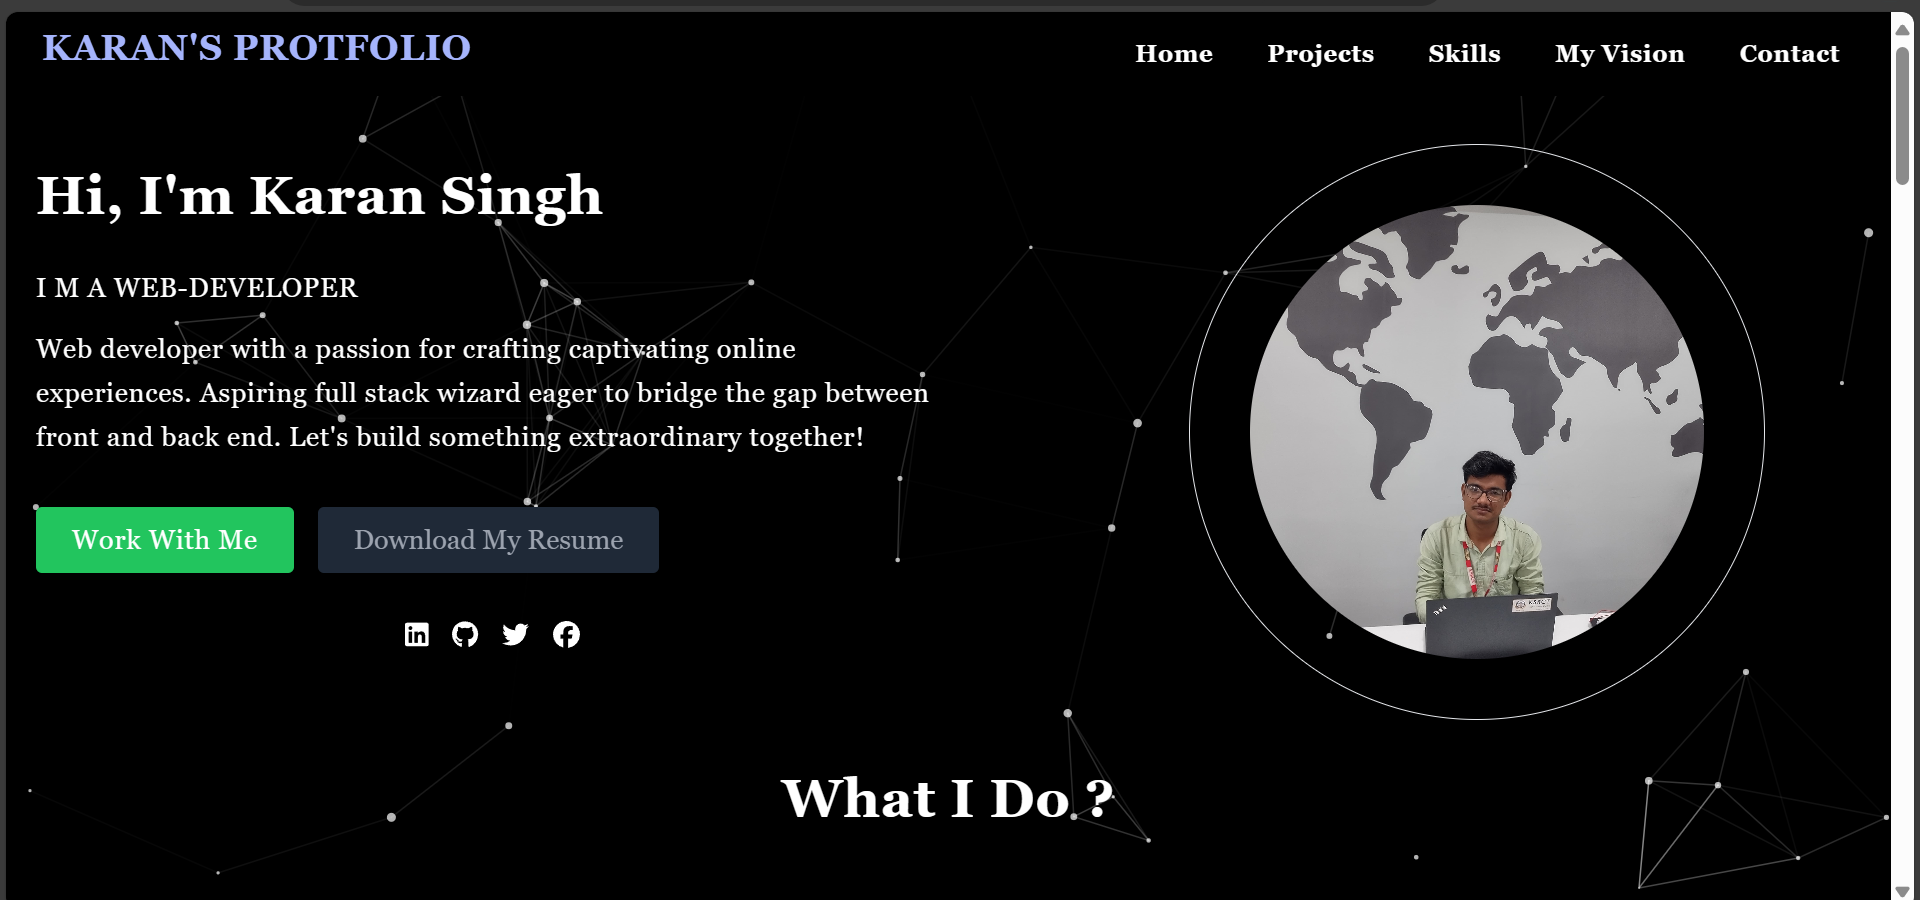 KARAN'S PROTFOLIO
Home Projects Skills My Vision Contact
Hi, I'm Karan Singh
I M A WEB-DEVELOPER
Web developer with a passion for crafting captivating online
experiences. Aspiring full stack wizard eager to bridge the gap between
front and back end. Let's build something extraordinary together!
Work With Me Download My Resume
What I Do ?